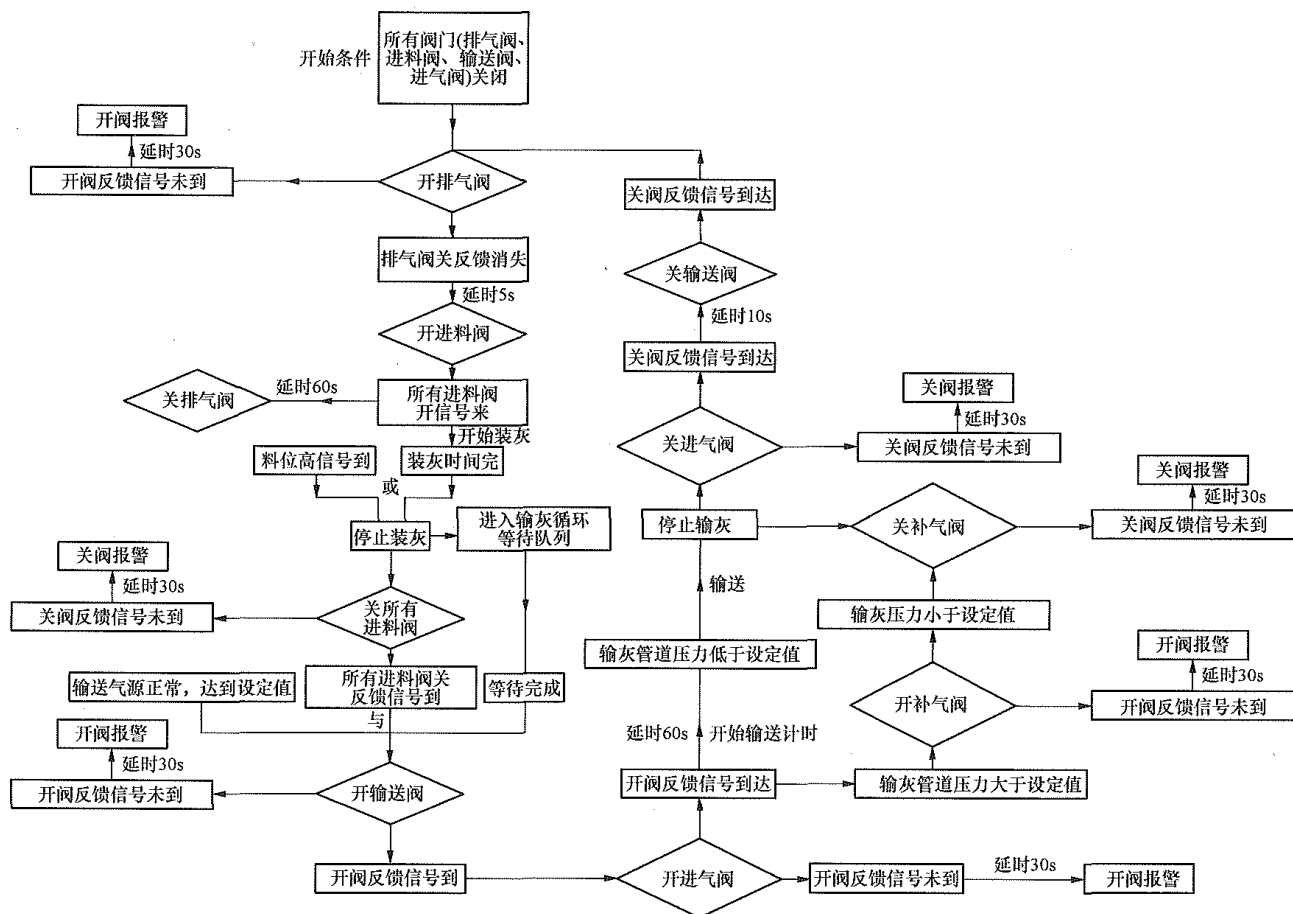 开始条件
所有阀门(排气阀、
进料阀、输送阀、
进气阀)关闭
开阀报警
延时30s
开阀反馈信号未到
开排气阀
排气阀关反馈消失
延时5s
开进料阀
所有进料阀
开信号来
延时60s
关排气阀
开始装灰
料位高信号到
装灰时间完
或
停止装灰
进入输灰循环
等待队列
关阀报警
延时30s
关阀反馈信号未到
关所有
进料阀
输送气源正常，达到设定值
所有进料阀关
反馈信号到
等待完成
与
开阀报警
延时30s
开阀反馈信号未到
开输送阀
开阀反馈信号到
关阀反馈信号到达
关输送阀
延时10s
关阀反馈信号到达
关进气阀
关阀报警
延时30s
关阀反馈信号未到
停止输灰
关补气阀
关阀报警
延时30s
关阀反馈信号未到
输送
输灰压力小于设定值
输灰管道压力低于设定值
开补气阀
开阀报警
延时30s
开阀反馈信号未到
延时60s
开始输送计时
开阀反馈信号到达
输灰管道压力大于设定值
开进气阀
开阀反馈信号未到
延时30s
开阀报警